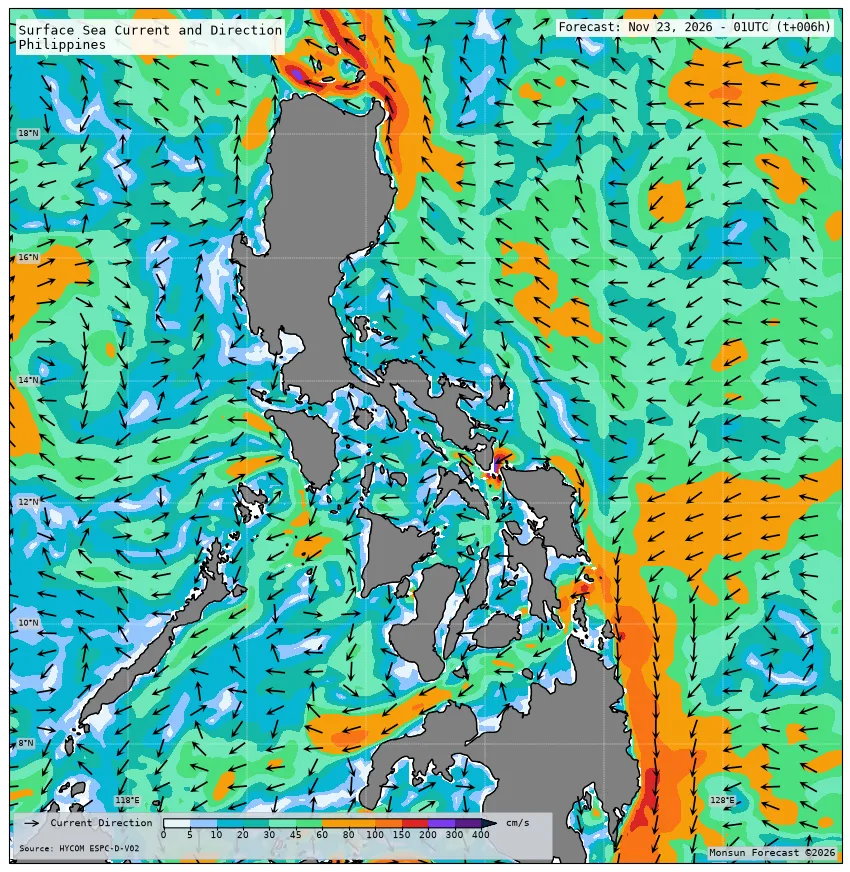 Surface Sea Current and Direction
Philippines
Forecast: Nov 23, 2026 - 01UTC (t+006h)
18°N
16°N
14°N
12°N
10°N
8°N
118°E
128°E
Current Direction
0 5 10 20 30 45 60 80 100 150 200 300 400
cm/s
Source: HYCOM ESPC-D-V02
Monsun Forecast ©2026